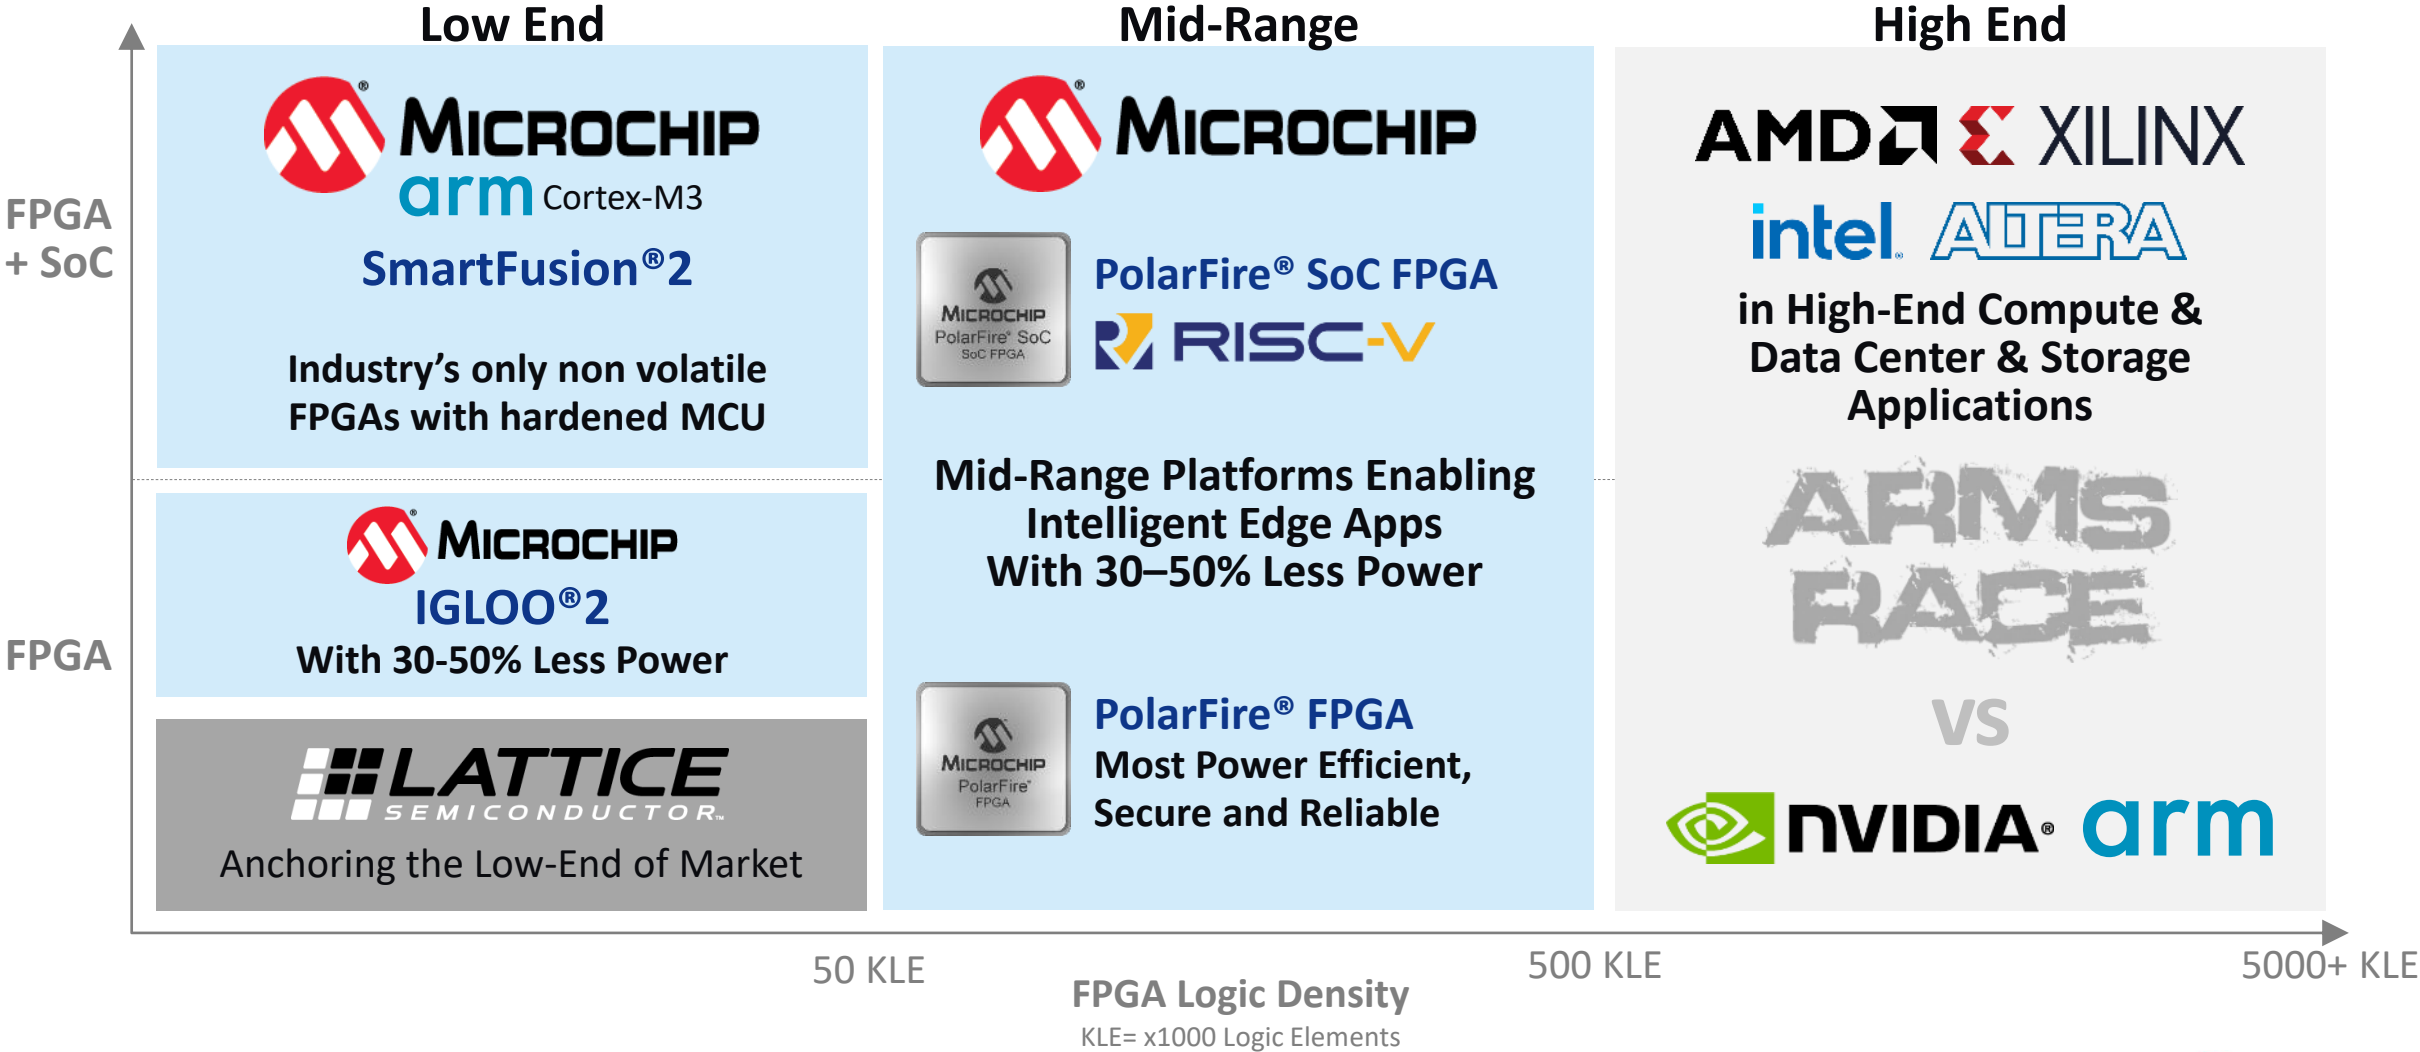 Low End
Mid-Range
High End
FPGA
+ SoC
FPGA
MICROCHIP
arm Cortex-M3
SmartFusion®2
Industry's only non volatile
FPGAs with hardened MCU
MICROCHIP
IGLOO®2
With 30-50% Less Power
LATTICE
SEMICONDUCTOR™
Anchoring the Low-End of Market
MICROCHIP
MICROCHIP
PolarFire® SoC
SoC FPGA
PolarFire® SoC FPGA
RISC-V
Mid-Range Platforms Enabling
Intelligent Edge Apps
With 30–50% Less Power
MICROCHIP
PolarFire®
FPGA
PolarFire® FPGA
Most Power Efficient,
Secure and Reliable
AMD XILINX
intel® ALTERA
in High-End Compute &
Data Center & Storage
Applications
ARMS
RACE
VS
NVIDIA® arm
50 KLE
500 KLE
5000+ KLE
FPGA Logic Density
KLE= x1000 Logic Elements